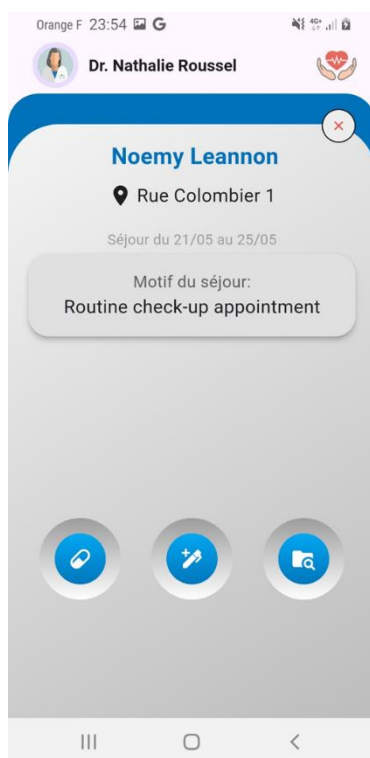 Orange F 23:54 G
4G+
Dr. Nathalie Roussel
Noemy Leannon
Rue Colombier 1
Séjour du 21/05 au 25/05
Motif du séjour:
Routine check-up appointment